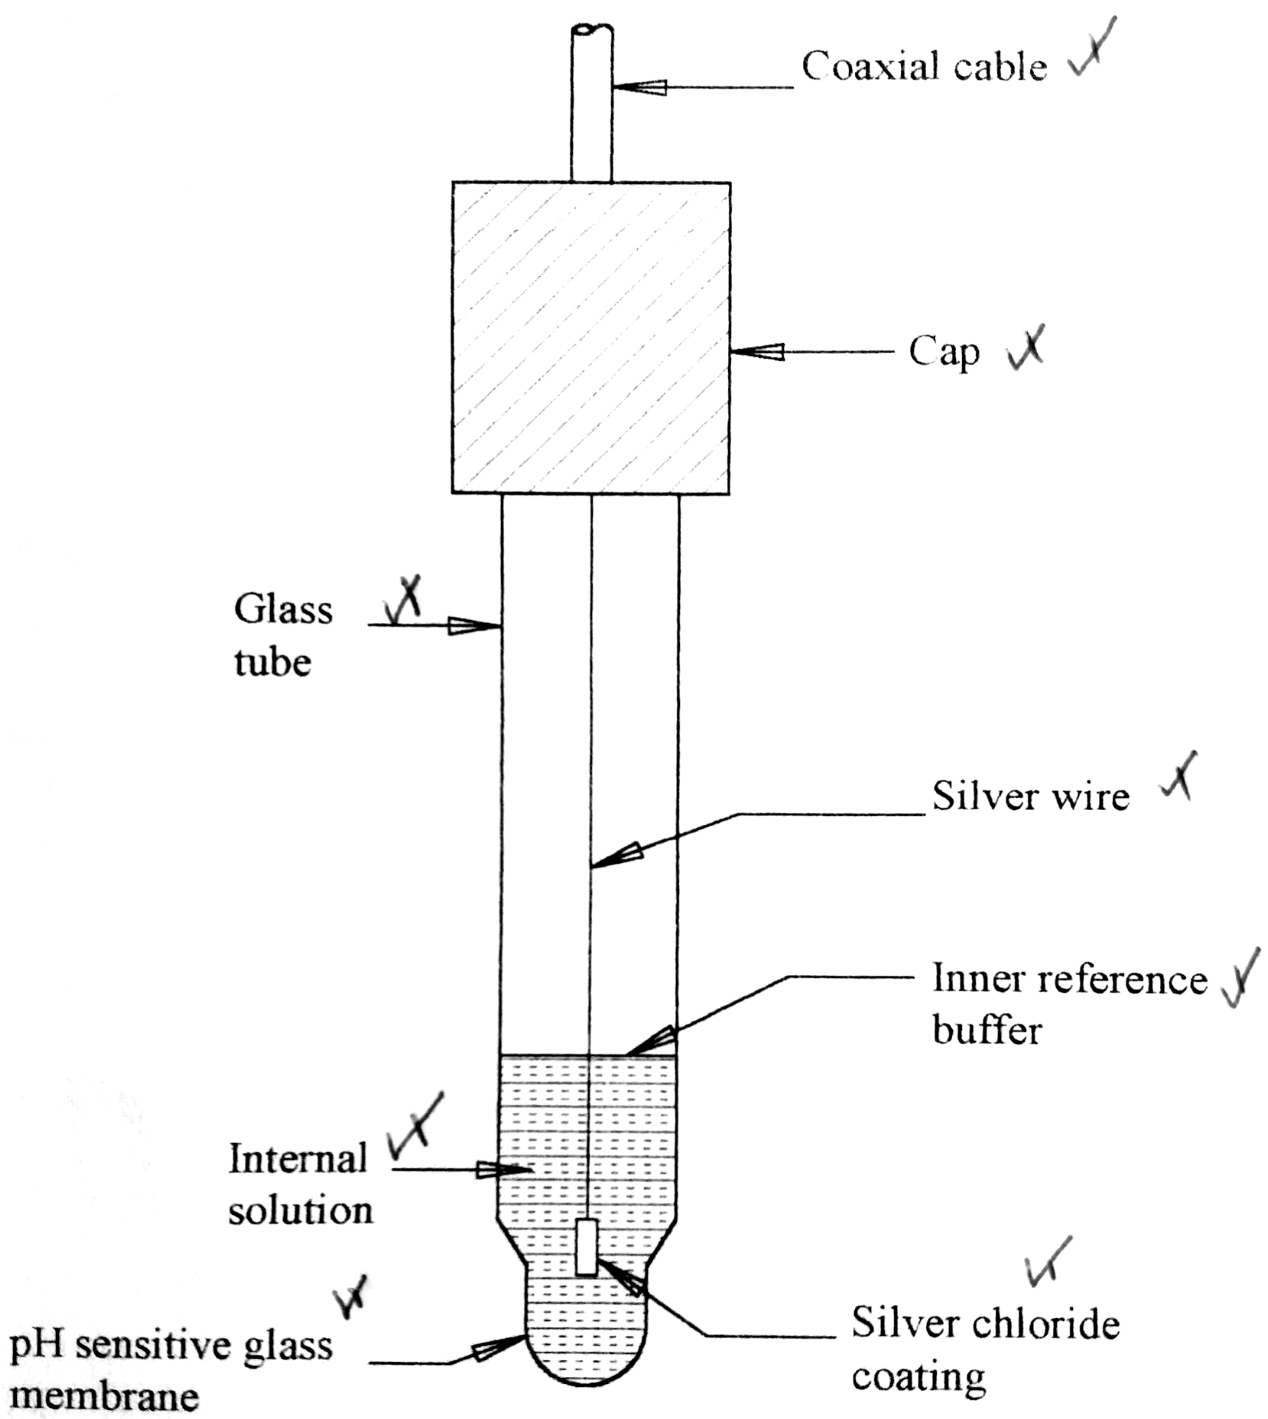 Coaxial cable
Cap
Glass
tube
Silver wire
Inner reference
buffer
Internal
solution
Silver chloride
coating
pH sensitive glass
membrane